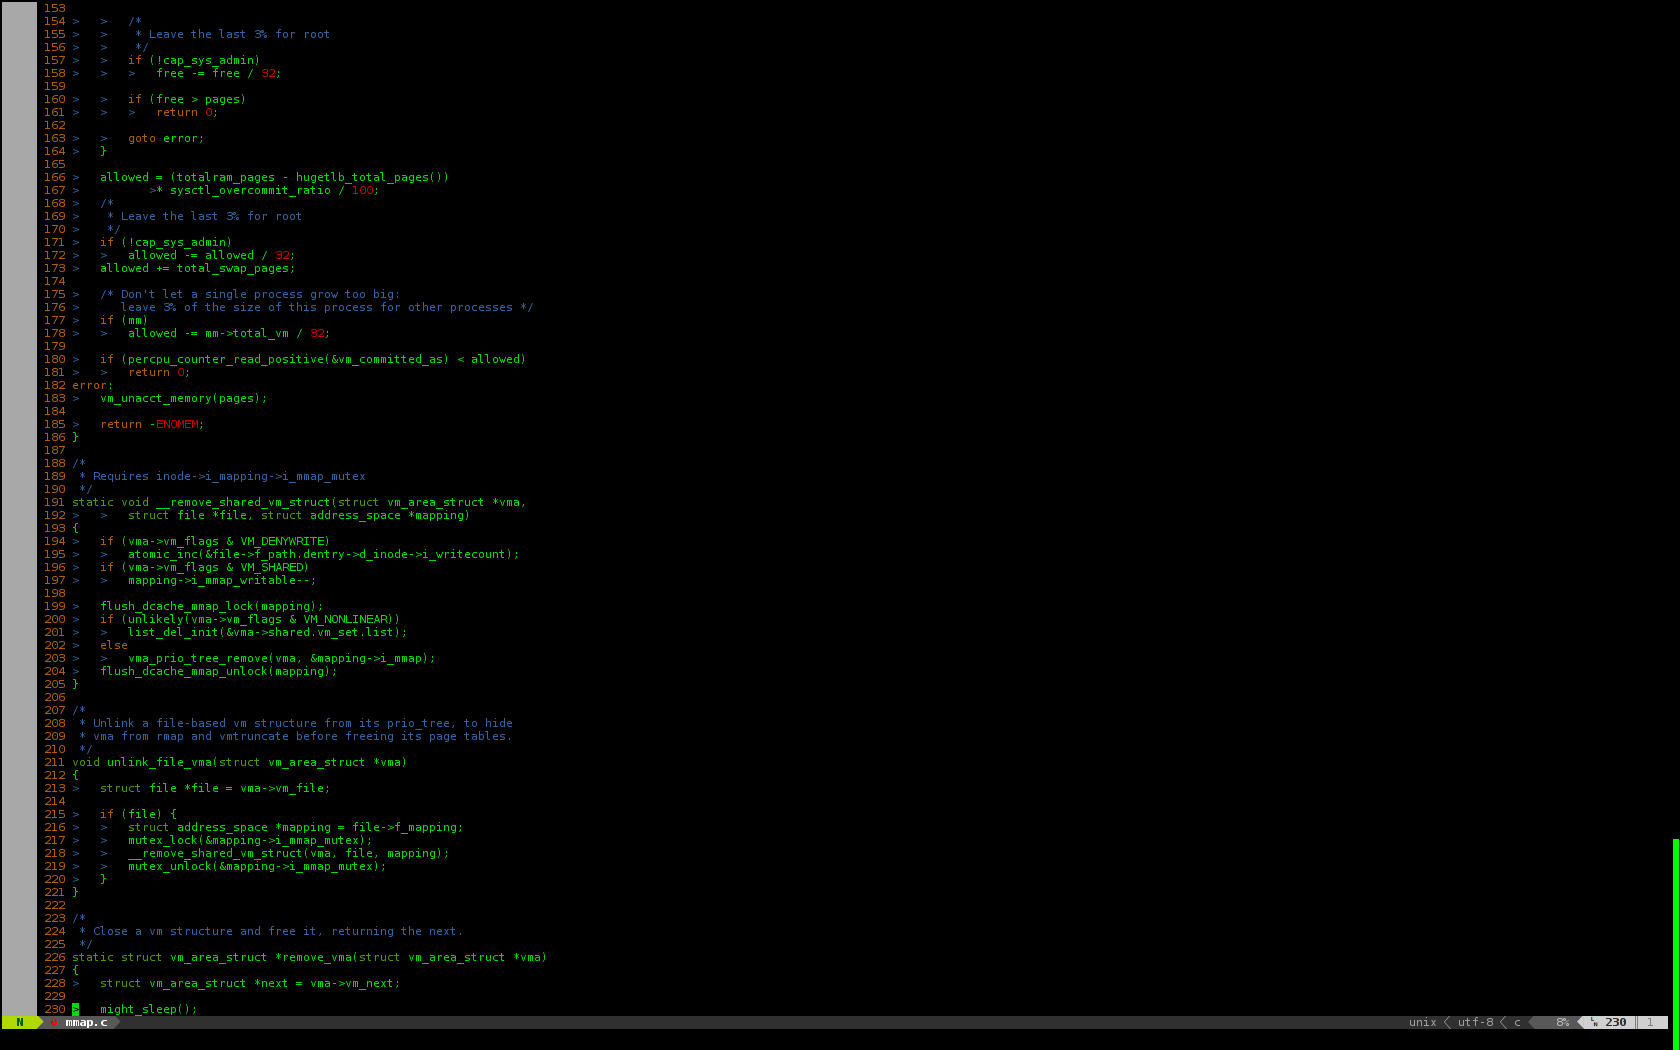 153
154 > > /*
155 > > * Leave the last 3% for root
156 > > */
157 > > if (!cap_sys_admin)
158 > > > free -= free / 32;
159
160 > > if (free > pages)
161 > > > return 0;
162
163 > > goto error;
164 > }
165
166 > allowed = (totalram_pages - hugetlb_total_pages())
167 > >* sysctl_overcommit_ratio / 100;
168 > /*
169 > * Leave the last 3% for root
170 > */
171 > if (!cap_sys_admin)
172 > > allowed -= allowed / 32;
173 > allowed += total_swap_pages;
174
175 > /* Don't let a single process grow too big:
176 > leave 3% of the size of this process for other processes */
177 > if (mm)
178 > > allowed -= mm->total_vm / 32;
179
180 > if (percpu_counter_read_positive(&vm_committed_as) < allowed)
181 > > return 0;
182 error:
183 > vm_unacct_memory(pages);
184
185 > return -ENOMEM;
186 }
187
188 /*
189 * Requires inode->i_mapping->i_mmap_mutex
190 */
191 static void __remove_shared_vm_struct(struct vm_area_struct *vma,
192 > > struct file *file, struct address_space *mapping)
193 {
194 > if (vma->vm_flags & VM_DENYWRITE)
195 > > atomic_inc(&file->f_path.dentry->d_inode->i_writecount);
196 > if (vma->vm_flags & VM_SHARED)
197 > > mapping->i_mmap_writable--;
198
199 > flush_dcache_mmap_lock(mapping);
200 > if (unlikely(vma->vm_flags & VM_NONLINEAR))
201 > > list_del_init(&vma->shared.vm_set.list);
202 > else
203 > > vma_prio_tree_remove(vma, &mapping->i_mmap);
204 > flush_dcache_mmap_unlock(mapping);
205 }
206
207 /*
208 * Unlink a file-based vm structure from its prio_tree, to hide
209 * vma from rmap and vmtruncate before freeing its page tables.
210 */
211 void unlink_file_vma(struct vm_area_struct *vma)
212 {
213 > struct file *file = vma->vm_file;
214
215 > if (file) {
216 > > struct address_space *mapping = file->f_mapping;
217 > > mutex_lock(&mapping->i_mmap_mutex);
218 > > __remove_shared_vm_struct(vma, file, mapping);
219 > > mutex_unlock(&mapping->i_mmap_mutex);
220 > }
221 }
222
223 /*
224 * Close a vm structure and free it, returning the next.
225 */
226 static struct vm_area_struct *remove_vma(struct vm_area_struct *vma)
227 {
228 > struct vm_area_struct *next = vma->vm_next;
229
230 > might_sleep();
N mmap.c unix utf-8 c 8% LN 230 1